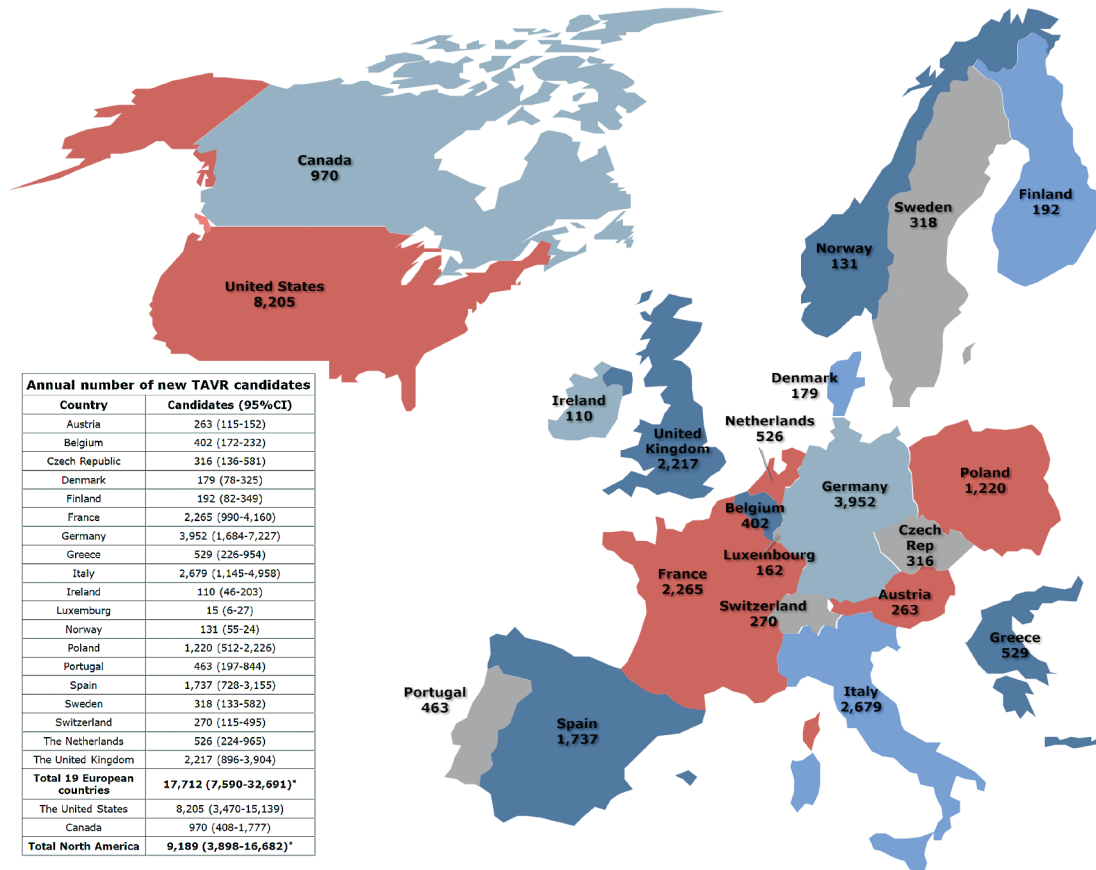 Canada
970
United States
8,205
Sweden
318
Finland
192
Norway
131
Denmark
179
Ireland
110
Netherlands
526
United
Kingdom
2,217
Germany
3,952
Poland
1,220
Belgium
402
Czech
Rep
316
Luxembourg
162
France
2,265
Austria
263
Switzerland
270
Greece
529
Portugal
463
Italy
2,679
Spain
1,737
Annual number of new TAVR candidates
Country Candidates (95%CI)
Austria 263 (115-152)
Belgium 402 (172-232)
Czech Republic 316 (136-581)
Denmark 179 (78-325)
Finland 192 (82-349)
France 2,265 (990-4,160)
Germany 3,952 (1,684-7,227)
Greece 529 (226-954)
Italy 2,679 (1,145-4,958)
Ireland 110 (46-203)
Luxemburg 15 (6-27)
Norway 131 (55-24)
Poland 1,220 (512-2,226)
Portugal 463 (197-844)
Spain 1,737 (728-3,155)
Sweden 318 (133-582)
Switzerland 270 (115-495)
The Netherlands 526 (224-965)
The United Kingdom 2,217 (896-3,904)
Total 19 European
countries 17,712 (7,590-32,691)*
The United States 8,205 (3,470-15,139)
Canada 970 (408-1,777)
Total North America 9,189 (3,898-16,682)*